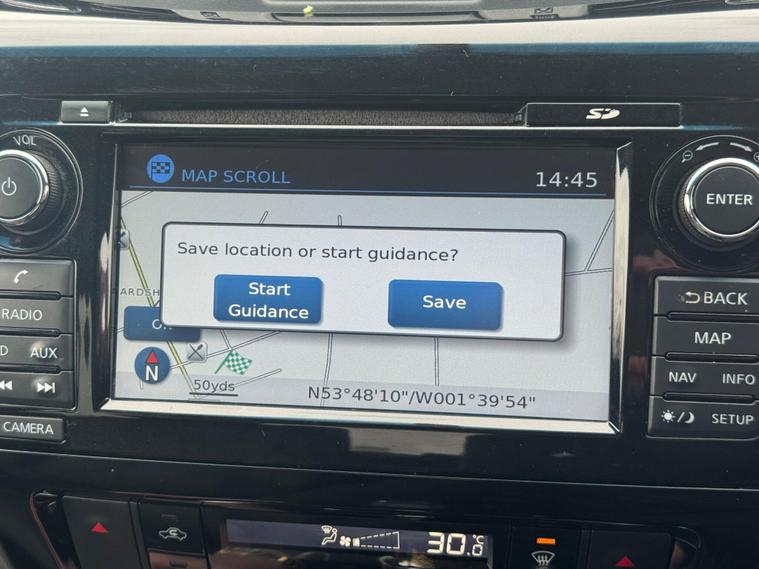 SD
VOL
MAP SCROLL
14:45
ENTER
Save location or start guidance?
Start
Guidance
Save
BACK
RADIO
MAP
AUX
NAV
INFO
N
50yds
N53°48'10"/W001°39'54"
CAMERA
SETUP
30.0°C